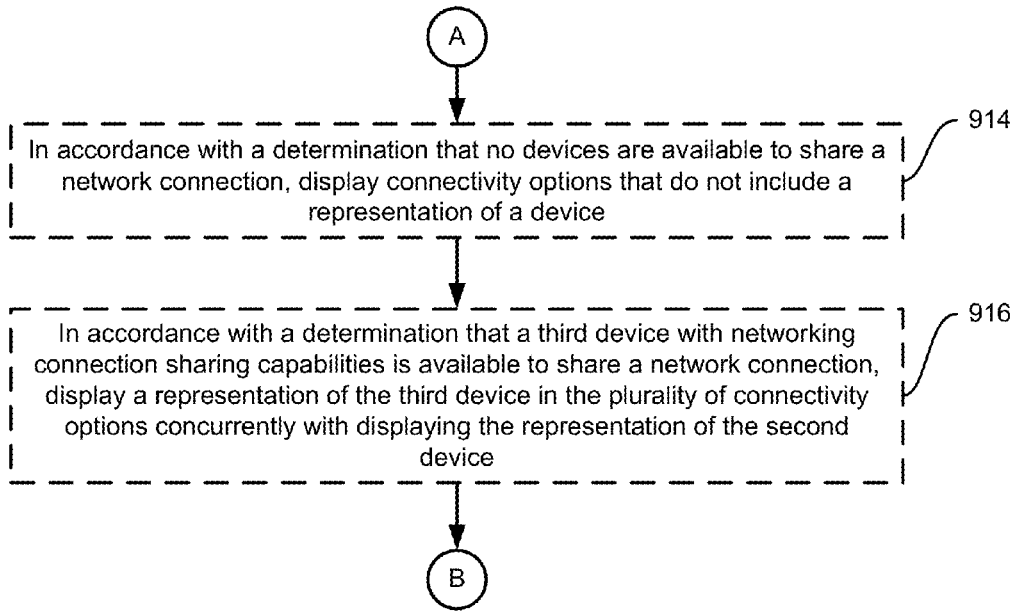 A
914
In accordance with a determination that no devices are available to share a
network connection, display connectivity options that do not include a
representation of a device
916
In accordance with a determination that a third device with networking
connection sharing capabilities is available to share a network connection,
display a representation of the third device in the plurality of connectivity
options concurrently with displaying the representation of the second
device
B